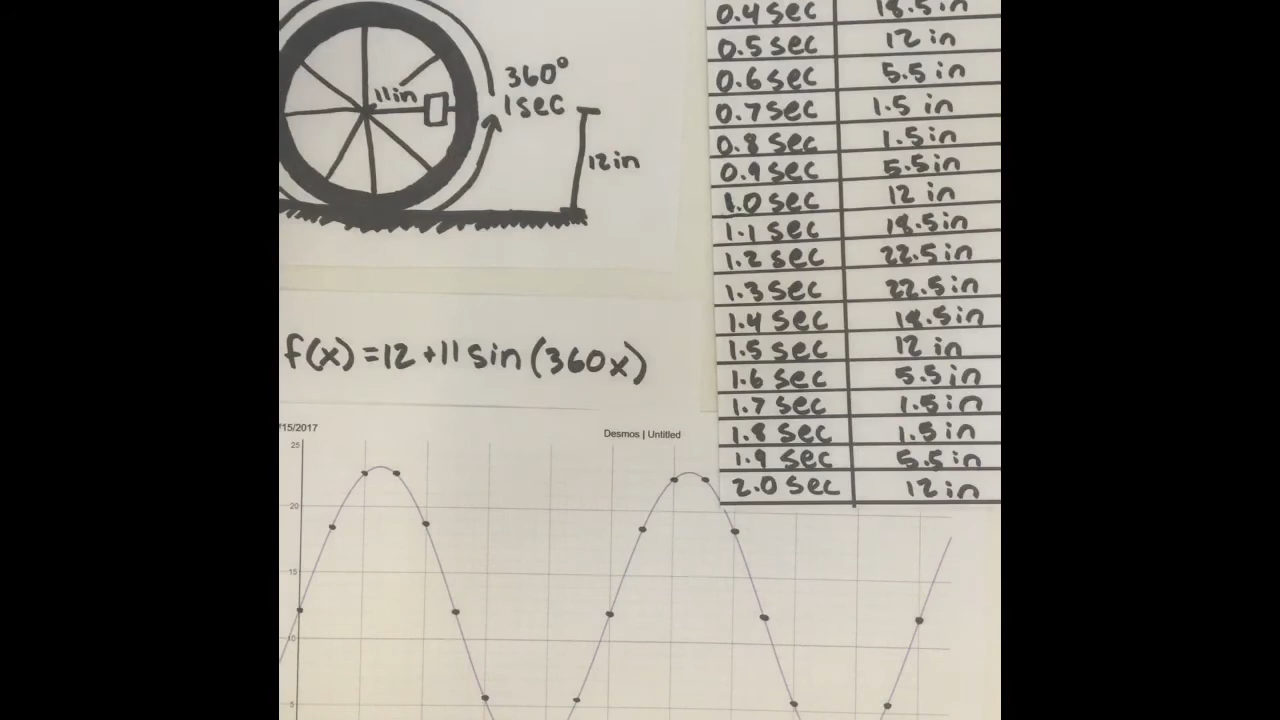 360°
11in
1sec
12in
0.4 sec 18.5 in
0.5 sec 12 in
0.6 sec 5.5 in
0.7 sec 1.5 in
0.8 sec 1.5 in
0.9 sec 5.5 in
1.0 sec 12 in
1.1 sec 18.5 in
1.2 sec 22.5 in
1.3 sec 22.5 in
1.4 sec 18.5 in
1.5 sec 12 in
1.6 sec 5.5 in
1.7 sec 1.5 in
1.8 sec 1.5 in
1.9 sec 5.5 in
2.0 sec 12 in
f(x) = 12 + 11 sin (360x)
/15/2017
Desmos | Untitled
25
20
15
10
5